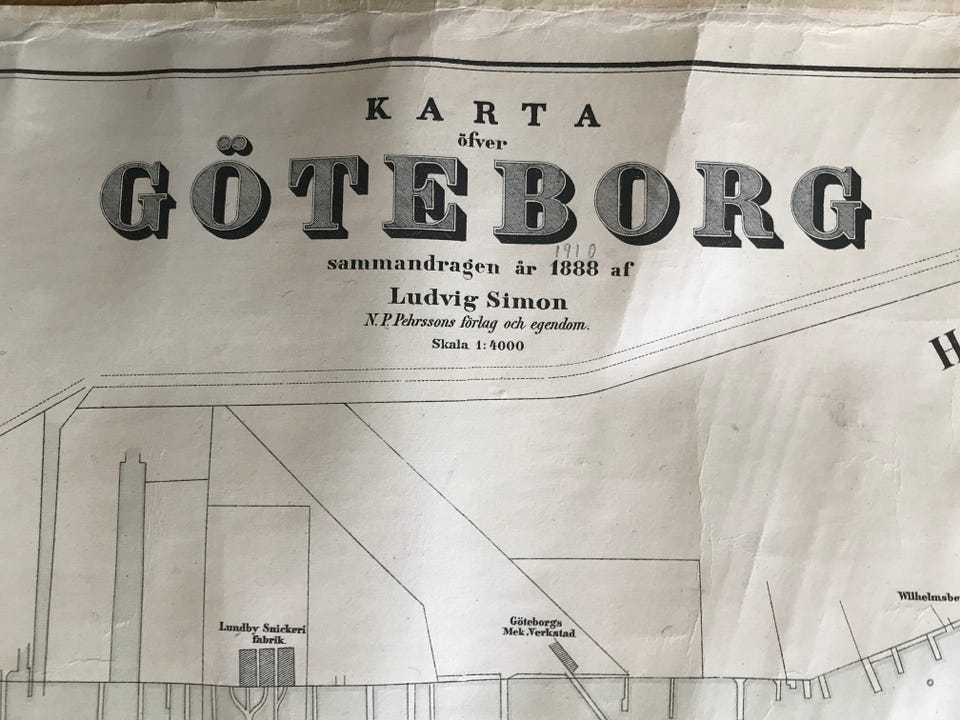 KARTA
öfver
GÖTEBORG
1910
sammandragen år 1888 af
Ludvig Simon
N. P. Pehrssons förlag och egendom.
Skala 1:4000
H
Wilhelmsbe
Lundby Snickeri
fabrik.
Göteborgs
Mek. Verkstad